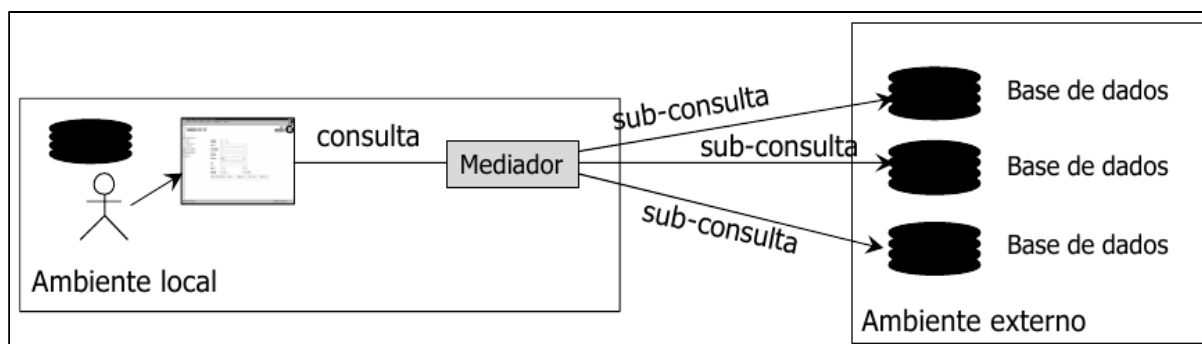 consulta
Mediador
Ambiente local
sub-consulta
sub-consulta
sub-consulta
Base de dados
Base de dados
Base de dados
Ambiente externo